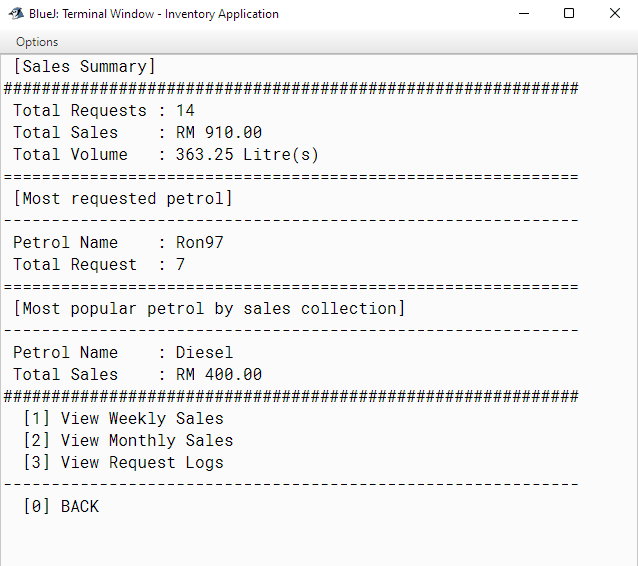 BlueJ: Terminal Window - Inventory Application
Options
[Sales Summary]
############################################################
Total Requests : 14
Total Sales    : RM 910.00
Total Volume   : 363.25 Litre(s)
============================================================
[Most requested petrol]
------------------------------------------------------------
Petrol Name    : Ron97
Total Request  : 7
============================================================
[Most popular petrol by sales collection]
------------------------------------------------------------
Petrol Name    : Diesel
Total Sales    : RM 400.00
############################################################
[1] View Weekly Sales
[2] View Monthly Sales
[3] View Request Logs
------------------------------------------------------------
[0] BACK